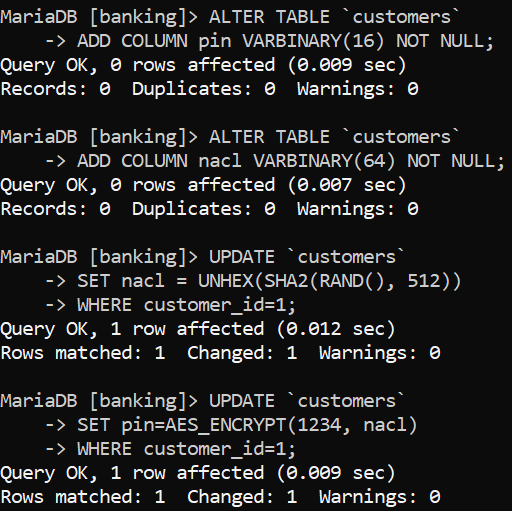 MariaDB [banking]> ALTER TABLE `customers`
    -> ADD COLUMN pin VARBINARY(16) NOT NULL;
Query OK, 0 rows affected (0.009 sec)
Records: 0  Duplicates: 0  Warnings: 0

MariaDB [banking]> ALTER TABLE `customers`
    -> ADD COLUMN nacl VARBINARY(64) NOT NULL;
Query OK, 0 rows affected (0.007 sec)
Records: 0  Duplicates: 0  Warnings: 0

MariaDB [banking]> UPDATE `customers`
    -> SET nacl = UNHEX(SHA2(RAND(), 512))
    -> WHERE customer_id=1;
Query OK, 1 row affected (0.012 sec)
Rows matched: 1  Changed: 1  Warnings: 0

MariaDB [banking]> UPDATE `customers`
    -> SET pin=AES_ENCRYPT(1234, nacl)
    -> WHERE customer_id=1;
Query OK, 1 row affected (0.009 sec)
Rows matched: 1  Changed: 1  Warnings: 0